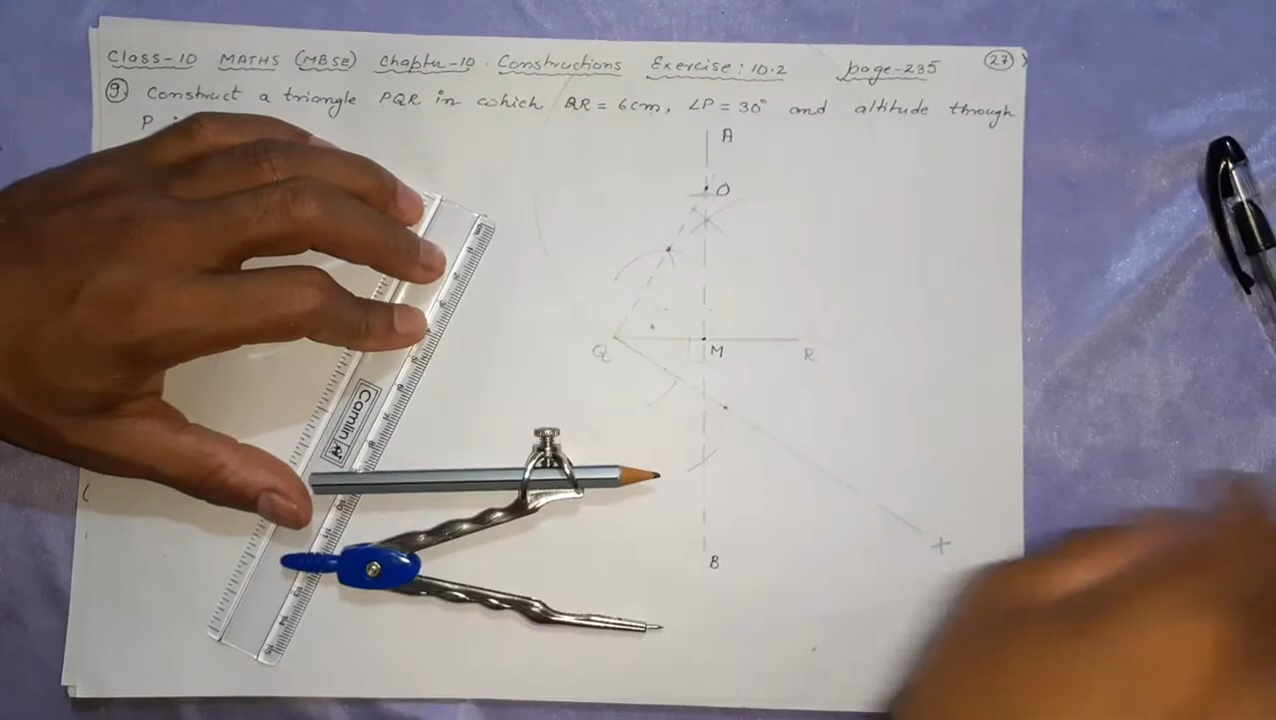 Class-10 MATHS (MBSE) Chapter-10. Constructions Exercise: 10.2 page-235 27
9 Construct a triangle PQR in which QR = 6cm, ∠P = 30° and altitude through
P
A
O
Q M R
B
Camlin